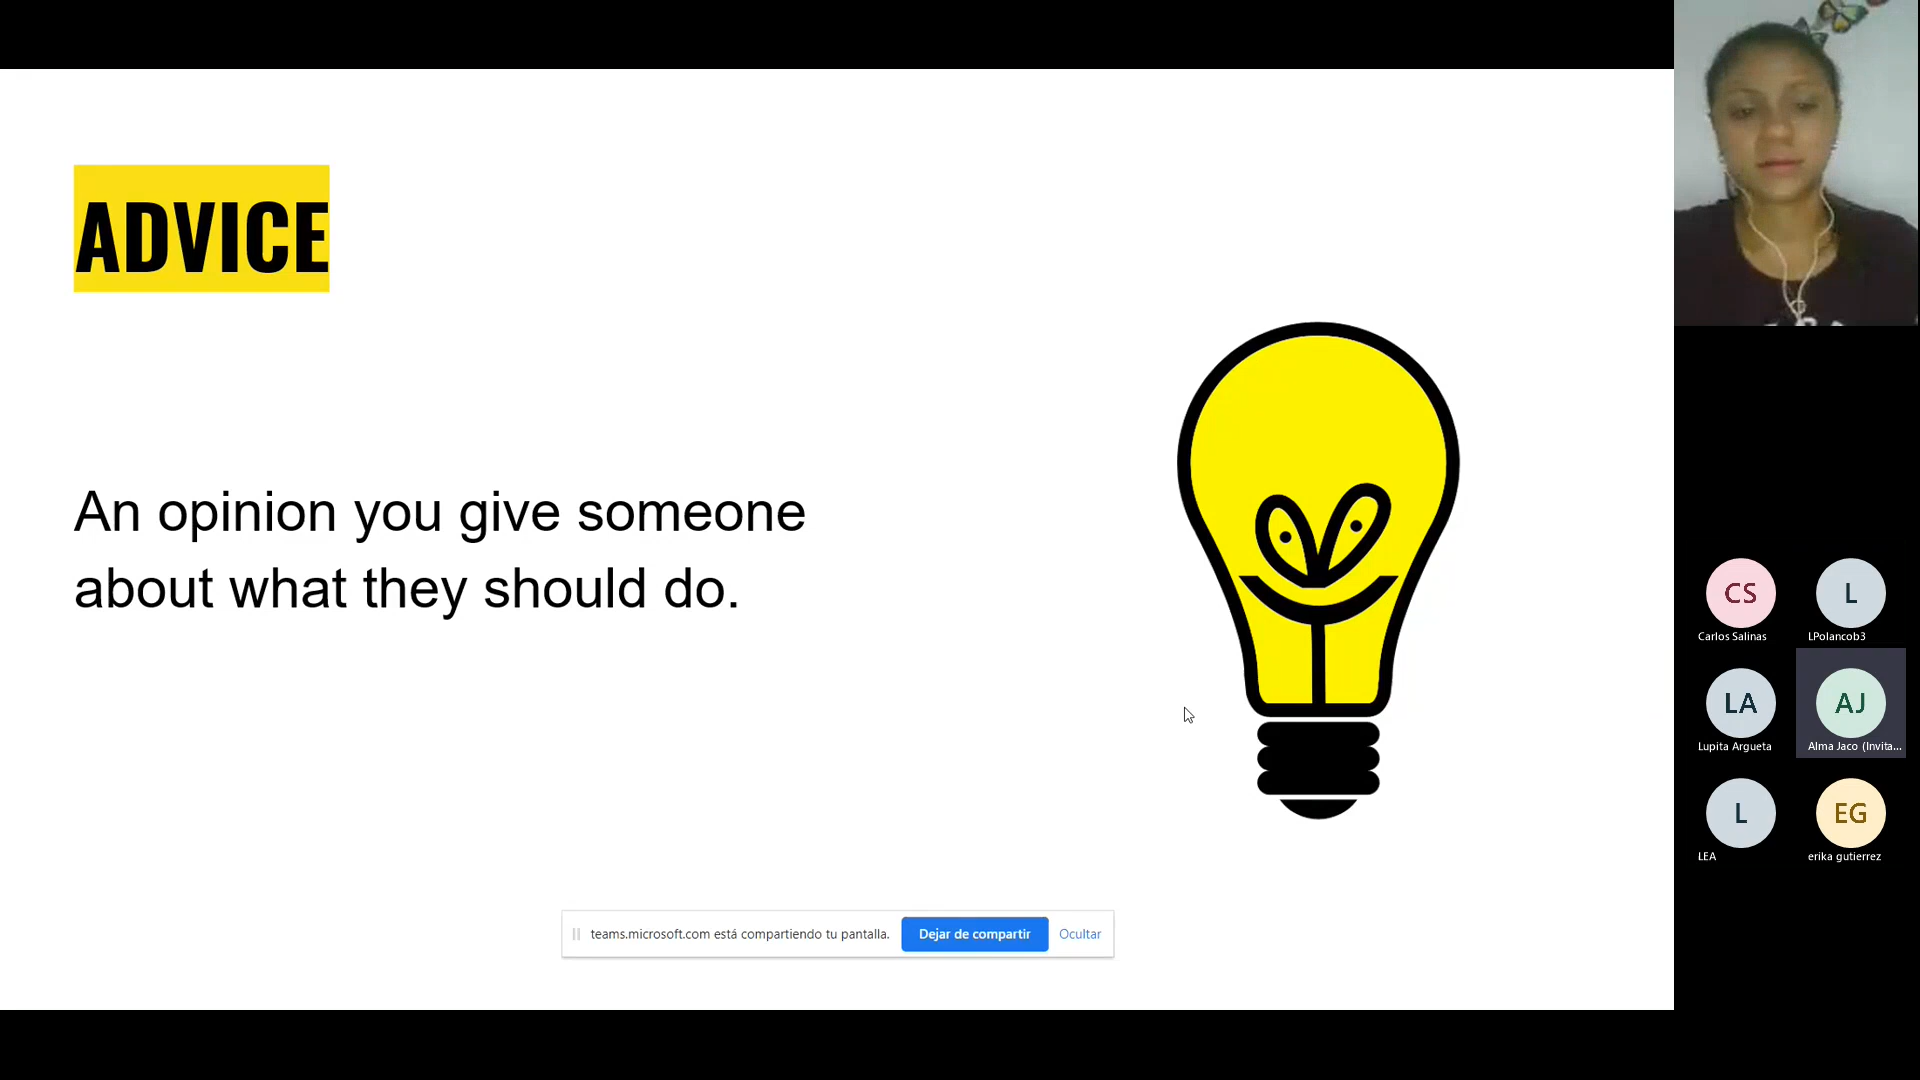 ADVICE
An opinion you give someone
about what they should do.
teams.microsoft.com está compartiendo tu pantalla.
Dejar de compartir
Ocultar
CS
Carlos Salinas
L
LPolancob3
LA
Lupita Argueta
AJ
Alma Jaco (Invita...
L
LEA
EG
erika gutierrez